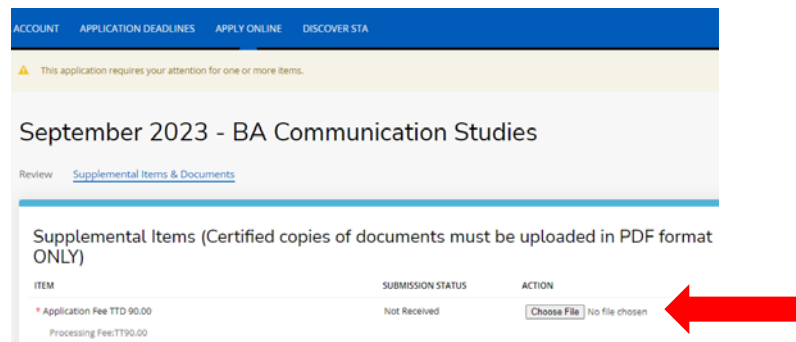 ACCOUNT APPLICATION DEADLINES APPLY ONLINE DISCOVER STA
This application requires your attention for one or more items.
September 2023 - BA Communication Studies
Review Supplemental Items & Documents
Supplemental Items (Certified copies of documents must be uploaded in PDF format
ONLY)
ITEM SUBMISSION STATUS ACTION
* Application Fee TTD 90.00 Not Received Choose File No file chosen
Processing Fee:TT90.00